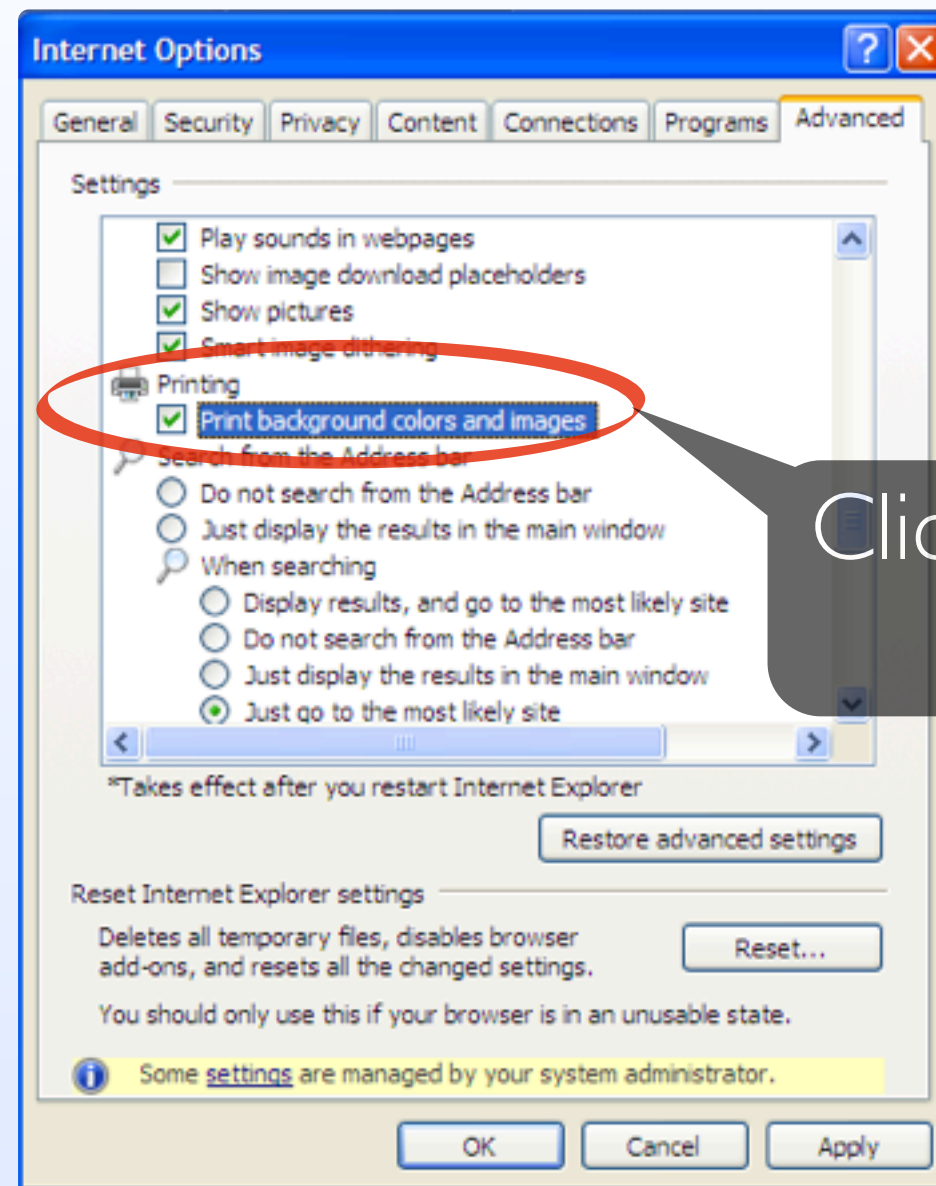 Internet Options
General Security Privacy Content Connections Programs Advanced
Settings
Play sounds in webpages
Show image download placeholders
Show pictures
Smart image dithering
Printing
Print background colors and images
Search from the Address bar
Do not search from the Address bar
Just display the results in the main window
When searching
Display results, and go to the most likely site
Do not search from the Address bar
Just display the results in the main window
Just go to the most likely site
*Takes effect after you restart Internet Explorer
Restore advanced settings
Reset Internet Explorer settings
Deletes all temporary files, disables browser
add-ons, and resets all the changed settings.
Reset...
You should only use this if your browser is in an unusable state.
Some settings are managed by your system administrator.
OK Cancel Apply